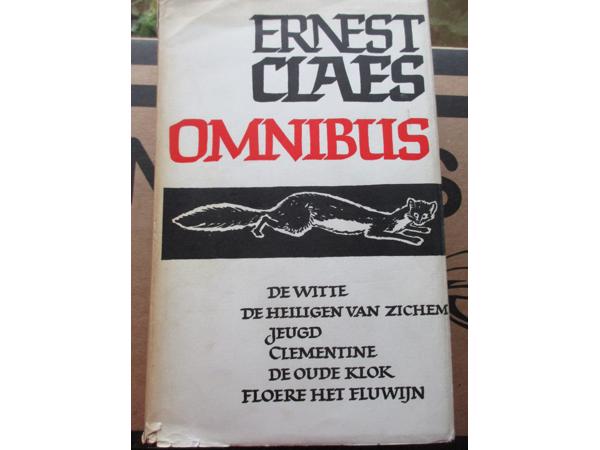 ERNEST
CLAES
OMNIBUS
DE WITTE
DE HEILIGEN VAN ZICHEM
JEUGD
CLEMENTINE
DE OUDE KLOK
FLOERE HET FLUWIJN